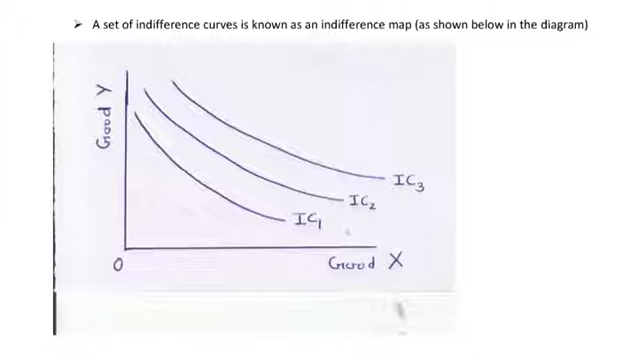 ➢ A set of indifference curves is known as an indifference map (as shown below in the diagram)
Good Y
IC3
IC2
IC1
0
Good X